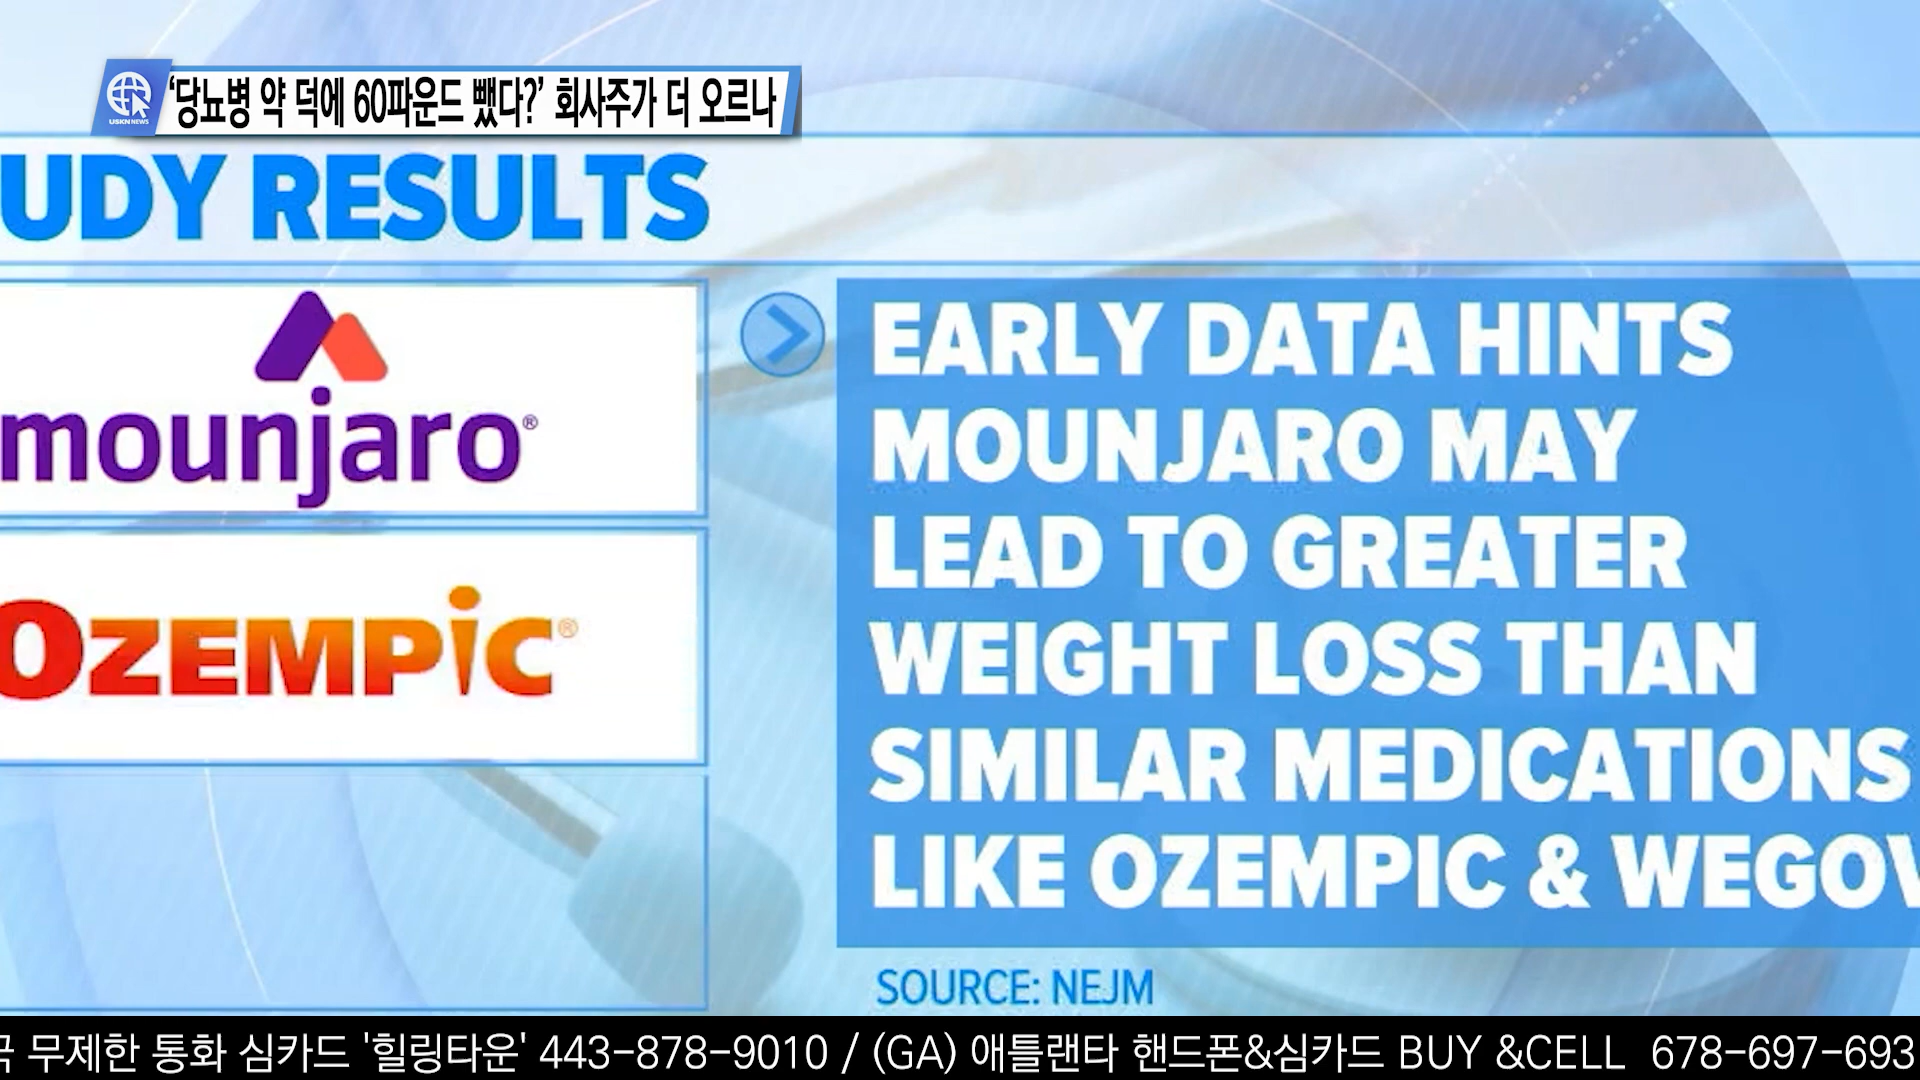 '당뇨병 약 덕에 60파운드 뺐다?' 회사주가 더 오르나
USKN NEWS
UDY RESULTS
mounjaro®
OZEMPIC®
EARLY DATA HINTS
MOUNJARO MAY
LEAD TO GREATER
WEIGHT LOSS THAN
SIMILAR MEDICATIONS
LIKE OZEMPIC & WEGOV
SOURCE: NEJM
무제한 통화 심카드 '힐링타운' 443-878-9010 / (GA) 애틀랜타 핸드폰&심카드 BUY &CELL 678-697-693